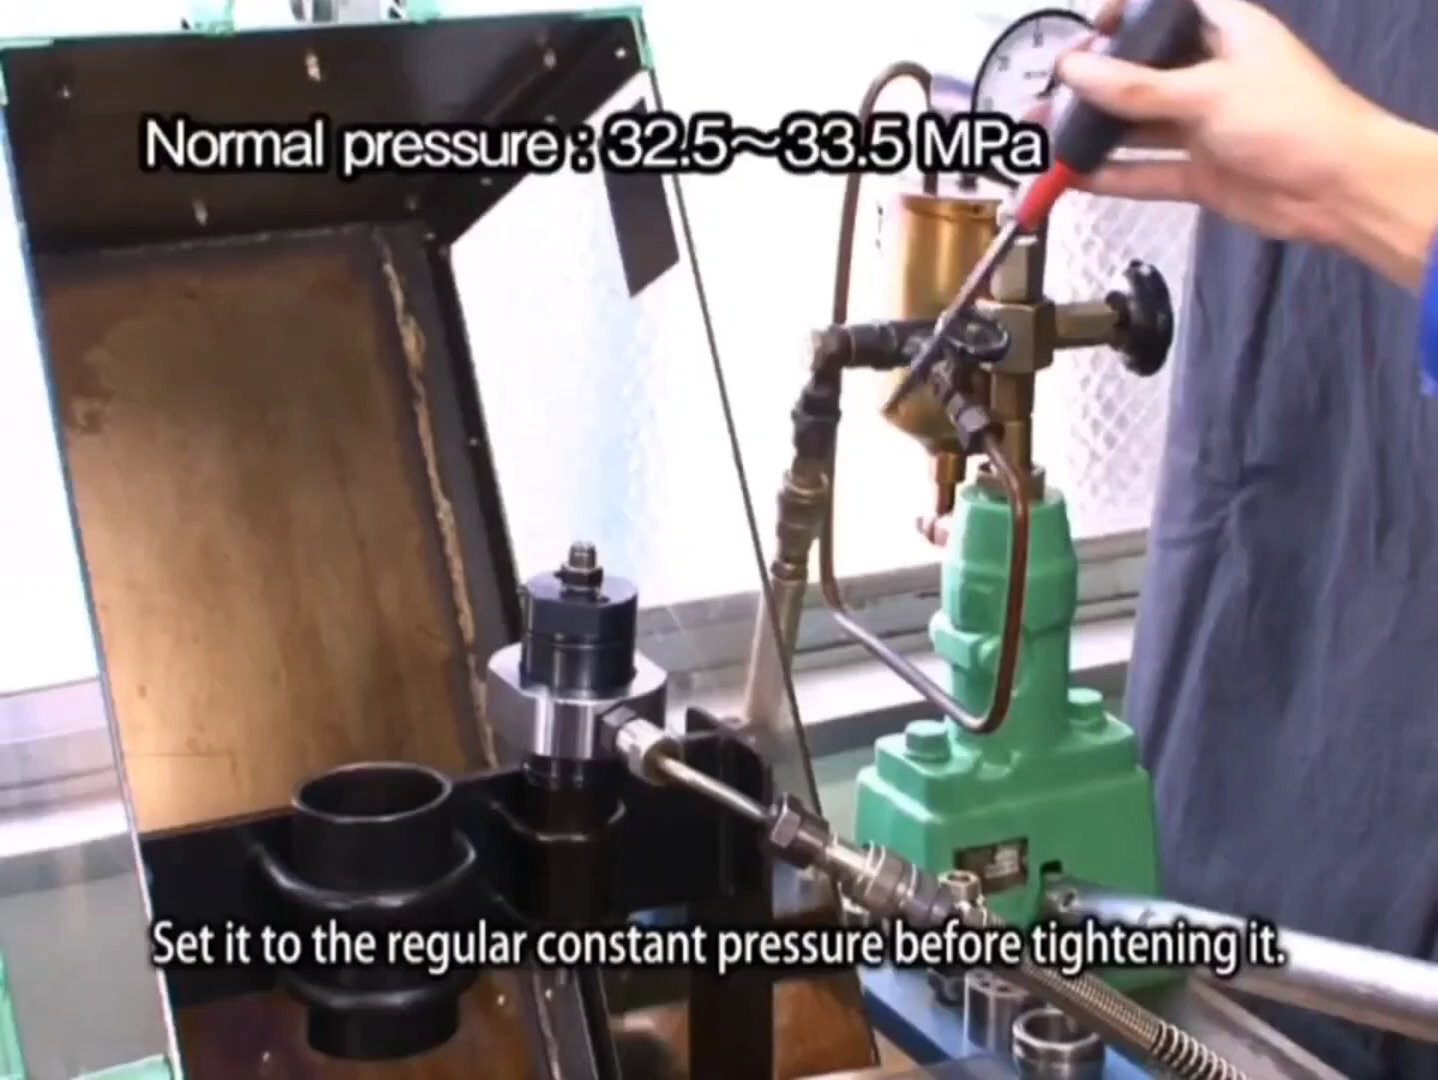 Normal pressure : 32.5~33.5 MPa
Set it to the regular constant pressure before tightening it.